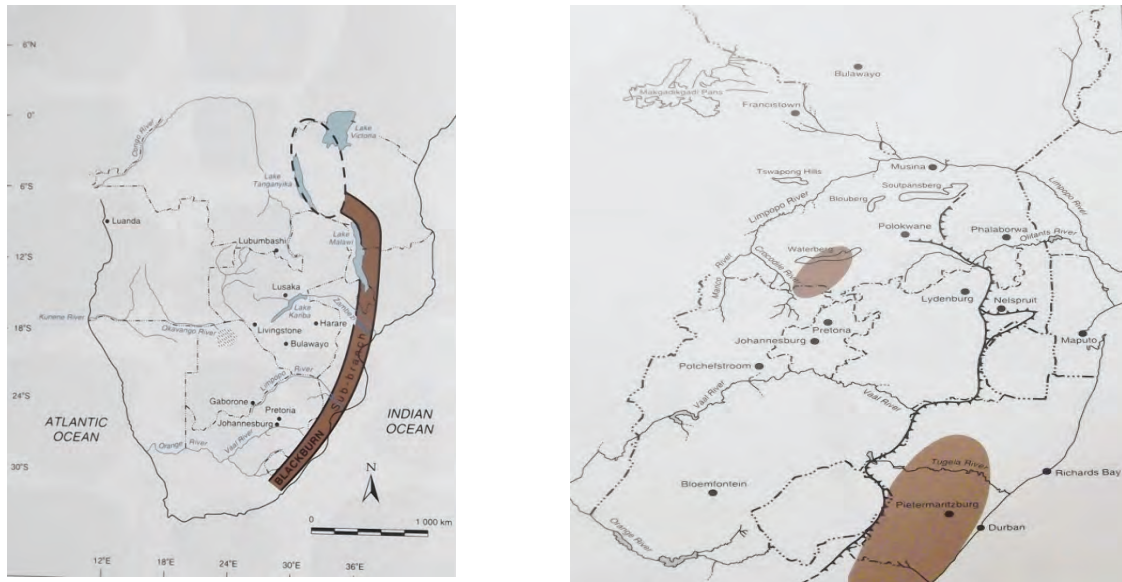 6°N
0°
6°S
12°S
18°S
24°S
30°S
12°E
18°E
24°E
30°E
36°E
Congo River
Lake
Victoria
Lake
Tanganyika
Luanda
Lake
Malawi
Lubumbashi
Lusaka
Lake
Kariba
Zambezi
Kunene River
Okavango River
Livingstone
Harare
Bulawayo
Limpopo
River
Gaborone
Pretoria
Johannesburg
Orange River
Vaal River
ATLANTIC
OCEAN
INDIAN
OCEAN
BLACKBURN Sub-branch
N
0
1 000 km
Bulawayo
Makgadikgadi Pans
Francistown
Musina
Tswapong Hills
Soutpansberg
Blouberg
Limpopo River
Limpopo River
Polokwane
Phalaborwa
Olifants River
Waterberg
Crocodile River
Marico River
Lydenburg
Nelspruit
Pretoria
Johannesburg
Maputo
Potchefstroom
Vaal River
Vaal River
Tugela River
Richards Bay
Bloemfontein
Pietermaritzburg
Durban
Orange River